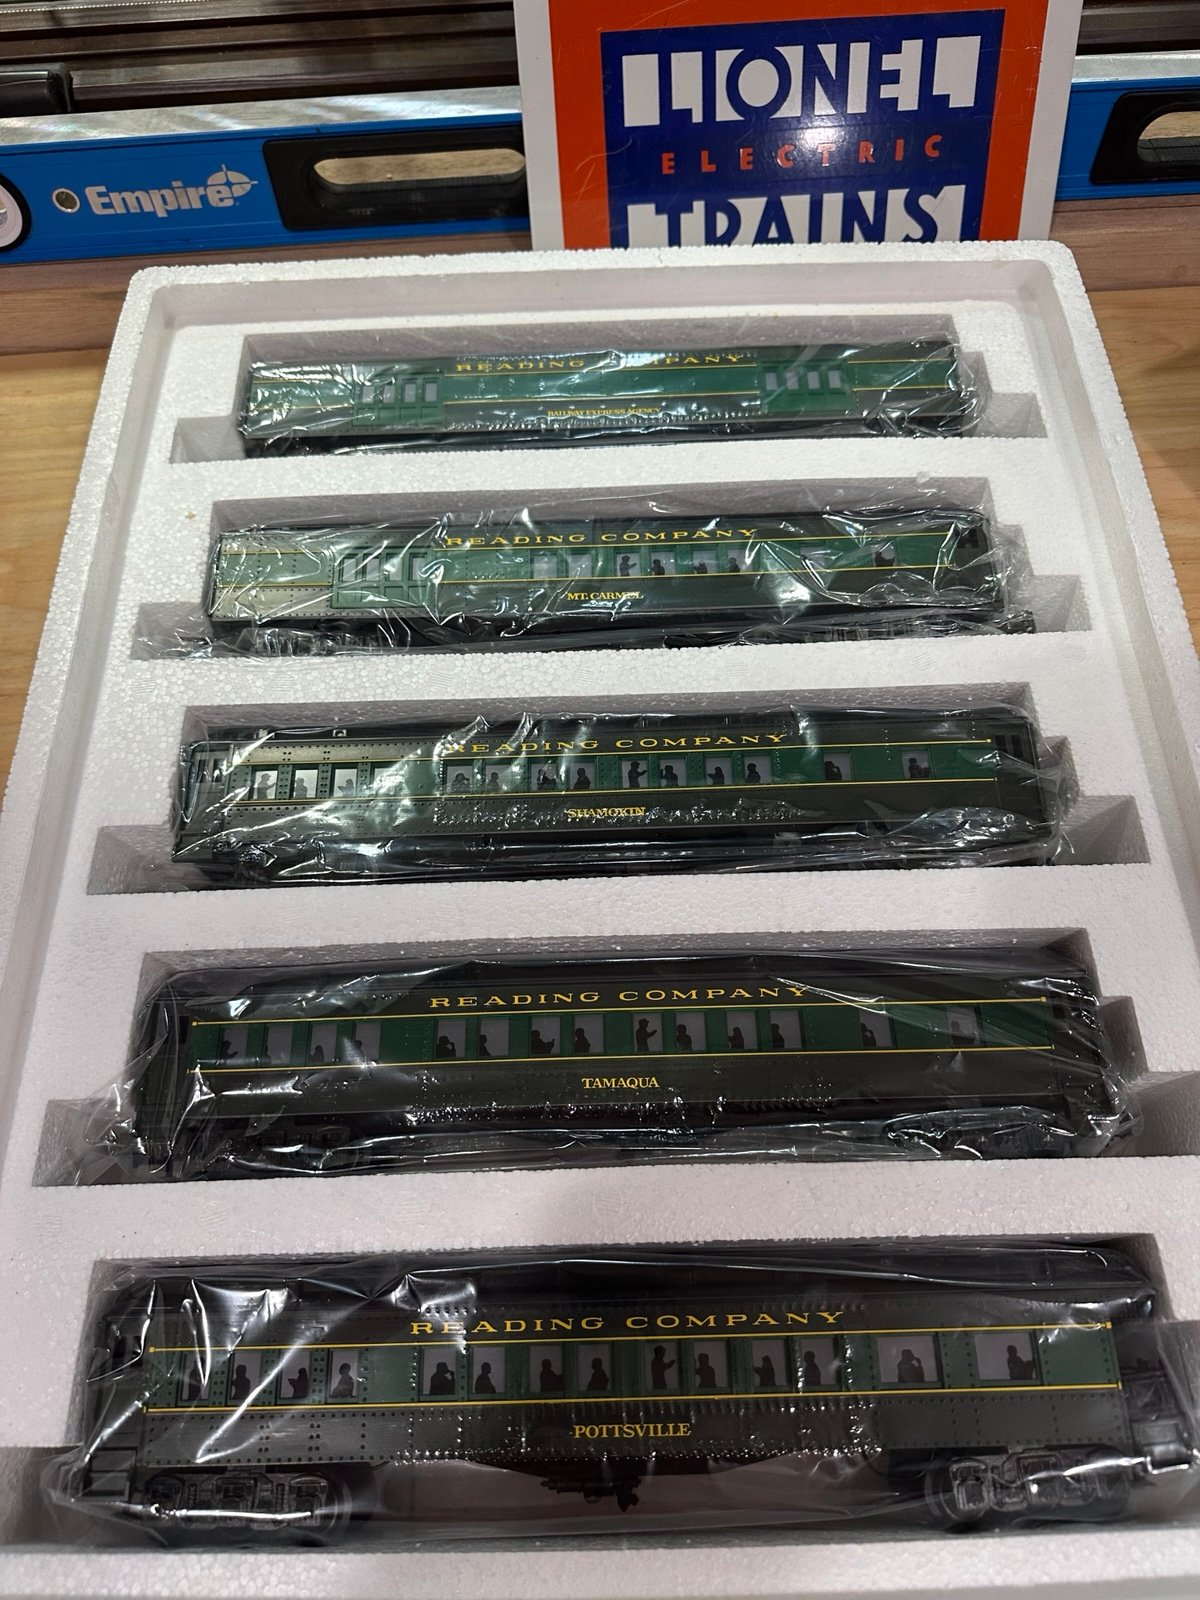 LIONEL
ELECTRIC
TRAINS
Empire
READING COMPANY
RAILWAY EXPRESS AGENCY
READING COMPANY
MT. CARMEL
READING COMPANY
SHAMOKIN
READING COMPANY
TAMAQUA
READING COMPANY
POTTSVILLE